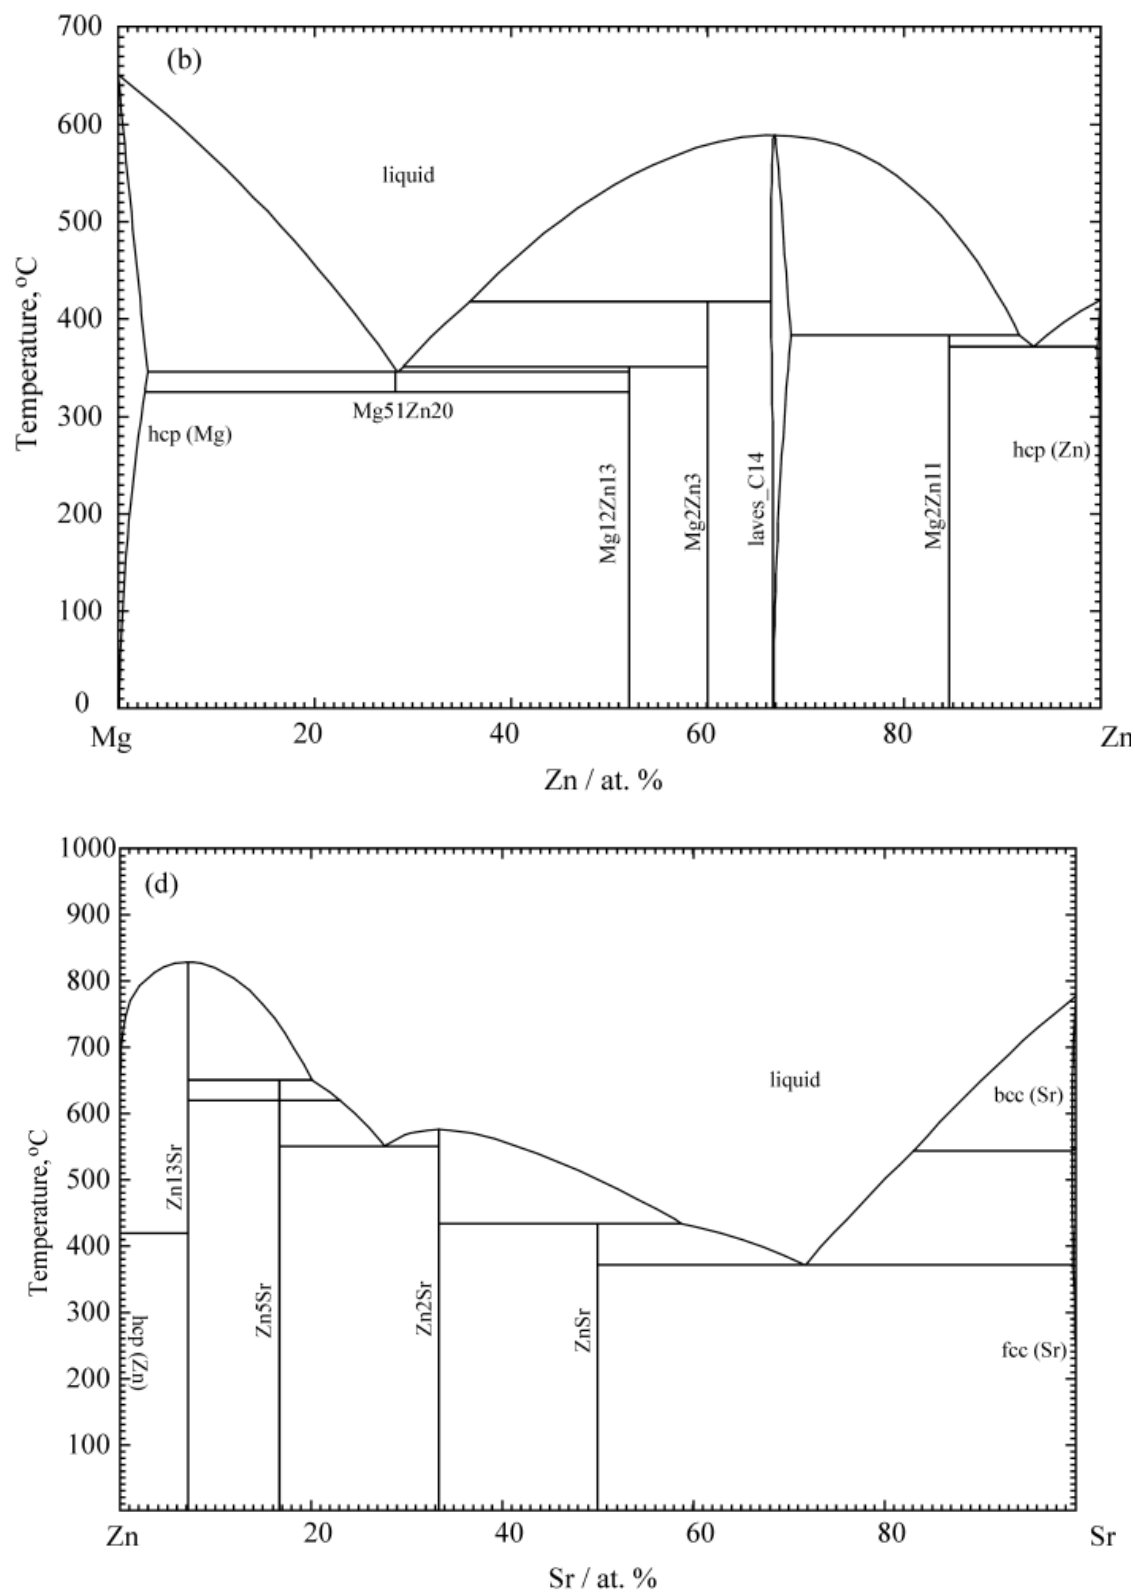 700
(b)
600
liquid
500
400
300
200
100
0
Temperature,°C
Mg51Zn20
hcp (Mg)
Mg12Zn13
Mg2Zn3
laves_C14
Mg2Zn11
hcp (Zn)
Mg
20
40
60
80
Zn
Zn / at. %
1000
(d)
900
800
700
600
500
400
300
200
100
Temperature,°C
liquid
bcc (Sr)
Zn13Sr
hcp (Zn)
Zn5Sr
Zn2Sr
ZnSr
fcc (Sr)
Zn
20
40
60
80
Sr
Sr / at. %